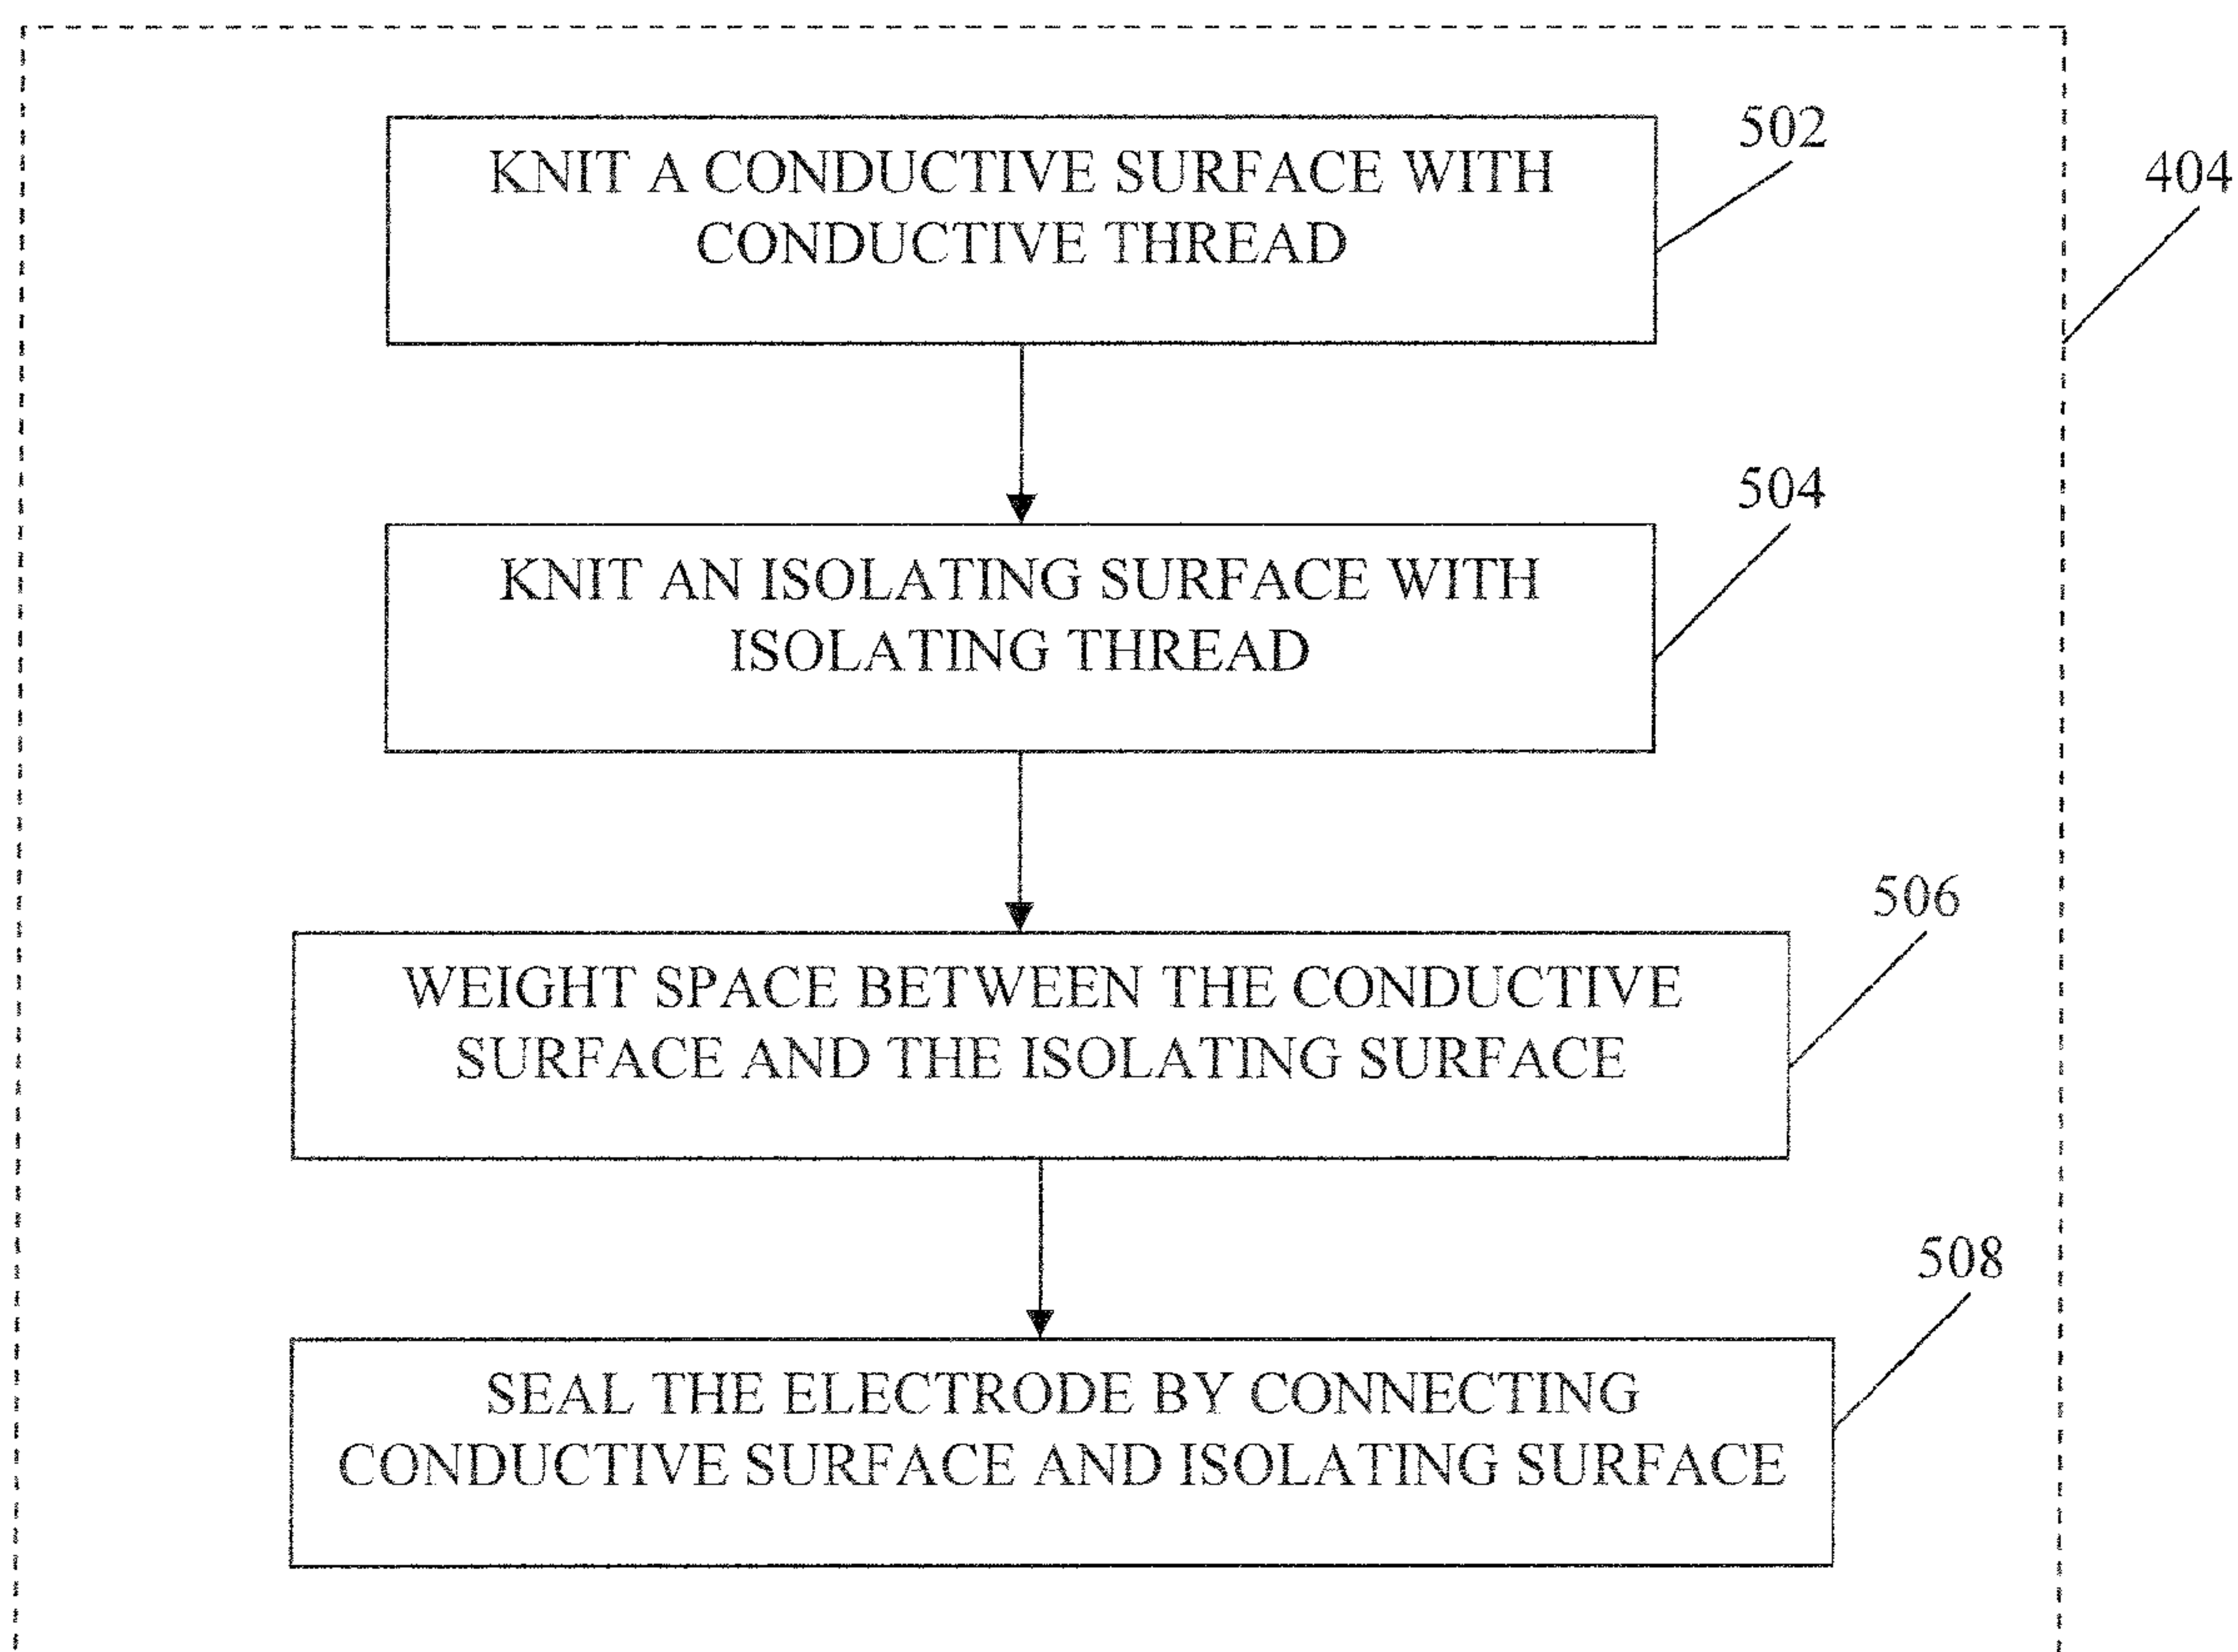 502
404
KNIT A CONDUCTIVE SURFACE WITH
CONDUCTIVE THREAD
504
KNIT AN ISOLATING SURFACE WITH
ISOLATING THREAD
506
WEIGHT SPACE BETWEEN THE CONDUCTIVE
SURFACE AND THE ISOLATING SURFACE
508
SEAL THE ELECTRODE BY CONNECTING
CONDUCTIVE SURFACE AND ISOLATING SURFACE